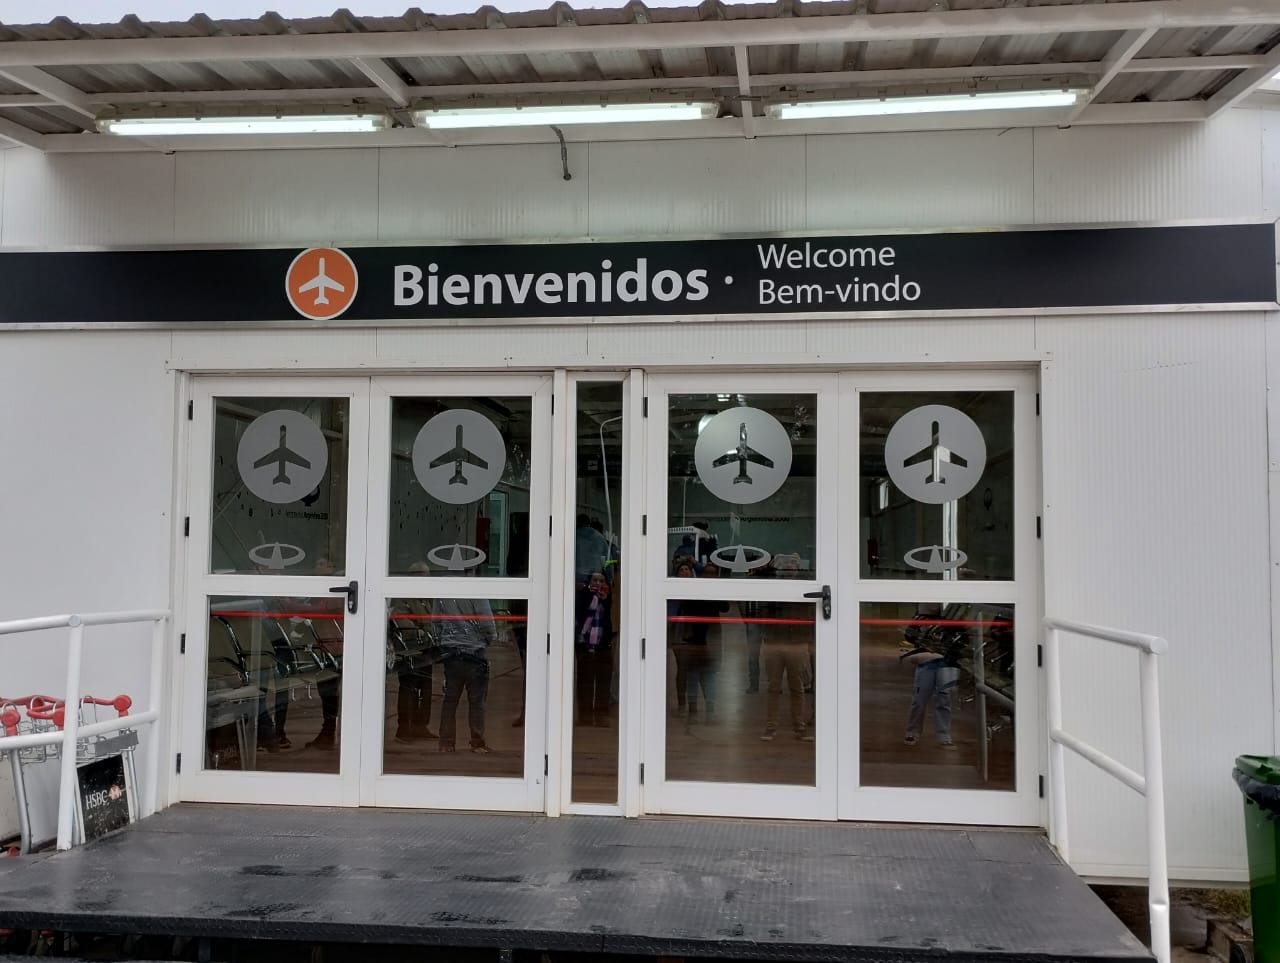 Bienvenidos · Welcome
Bem-vindo
HSBC